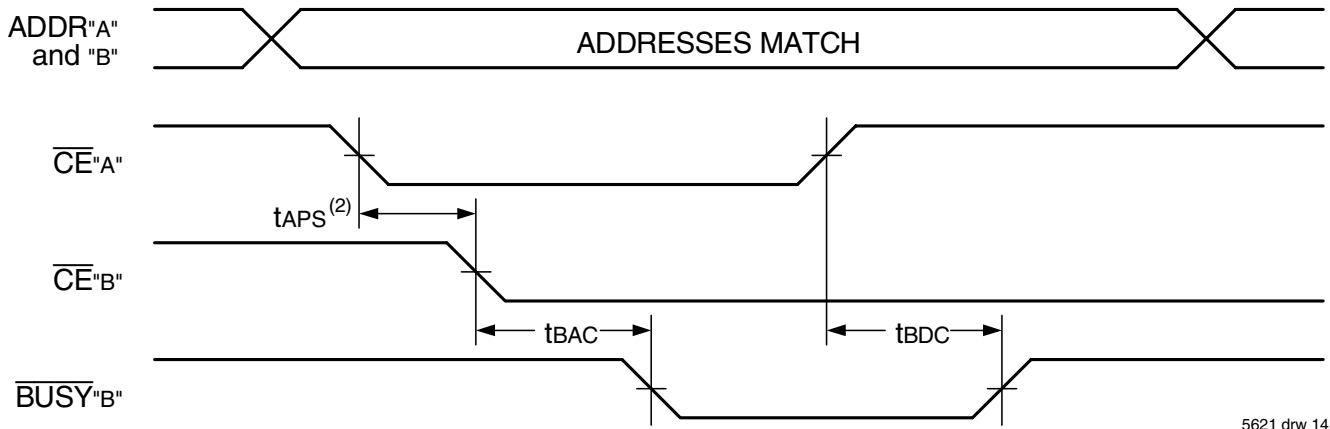 ADDR"A"
and "B"
ADDRESSES MATCH
CE"A"
tAPS(2)
CE"B"
tBAC
tBDC
BUSY"B"
5621 drw 14